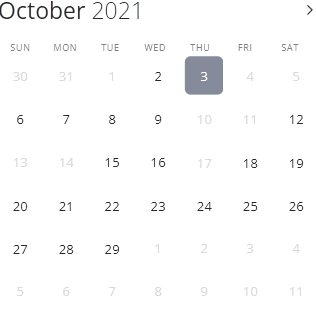 October 2021
SUN MON TUE WED THU FRI SAT
30 31 1 2 3 4 5
6 7 8 9 10 11 12
13 14 15 16 17 18 19
20 21 22 23 24 25 26
27 28 29 1 2 3 4
5 6 7 8 9 10 11